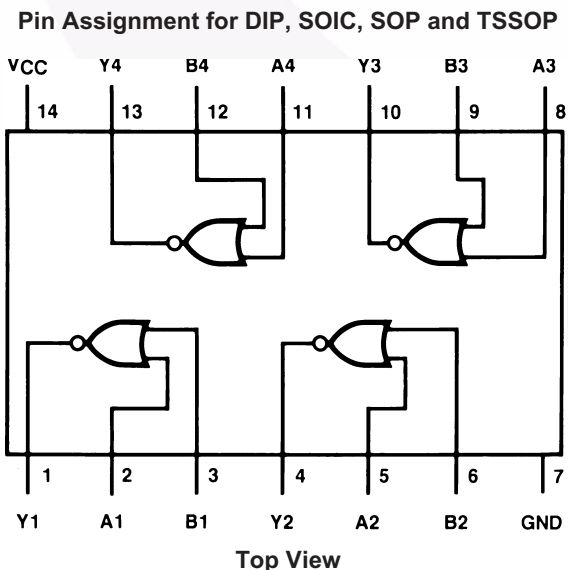 Pin Assignment for DIP, SOIC, SOP and TSSOP
VCC Y4 B4 A4 Y3 B3 A3
14 13 12 11 10 9 8
1 2 3 4 5 6 7
Y1 A1 B1 Y2 A2 B2 GND
Top View